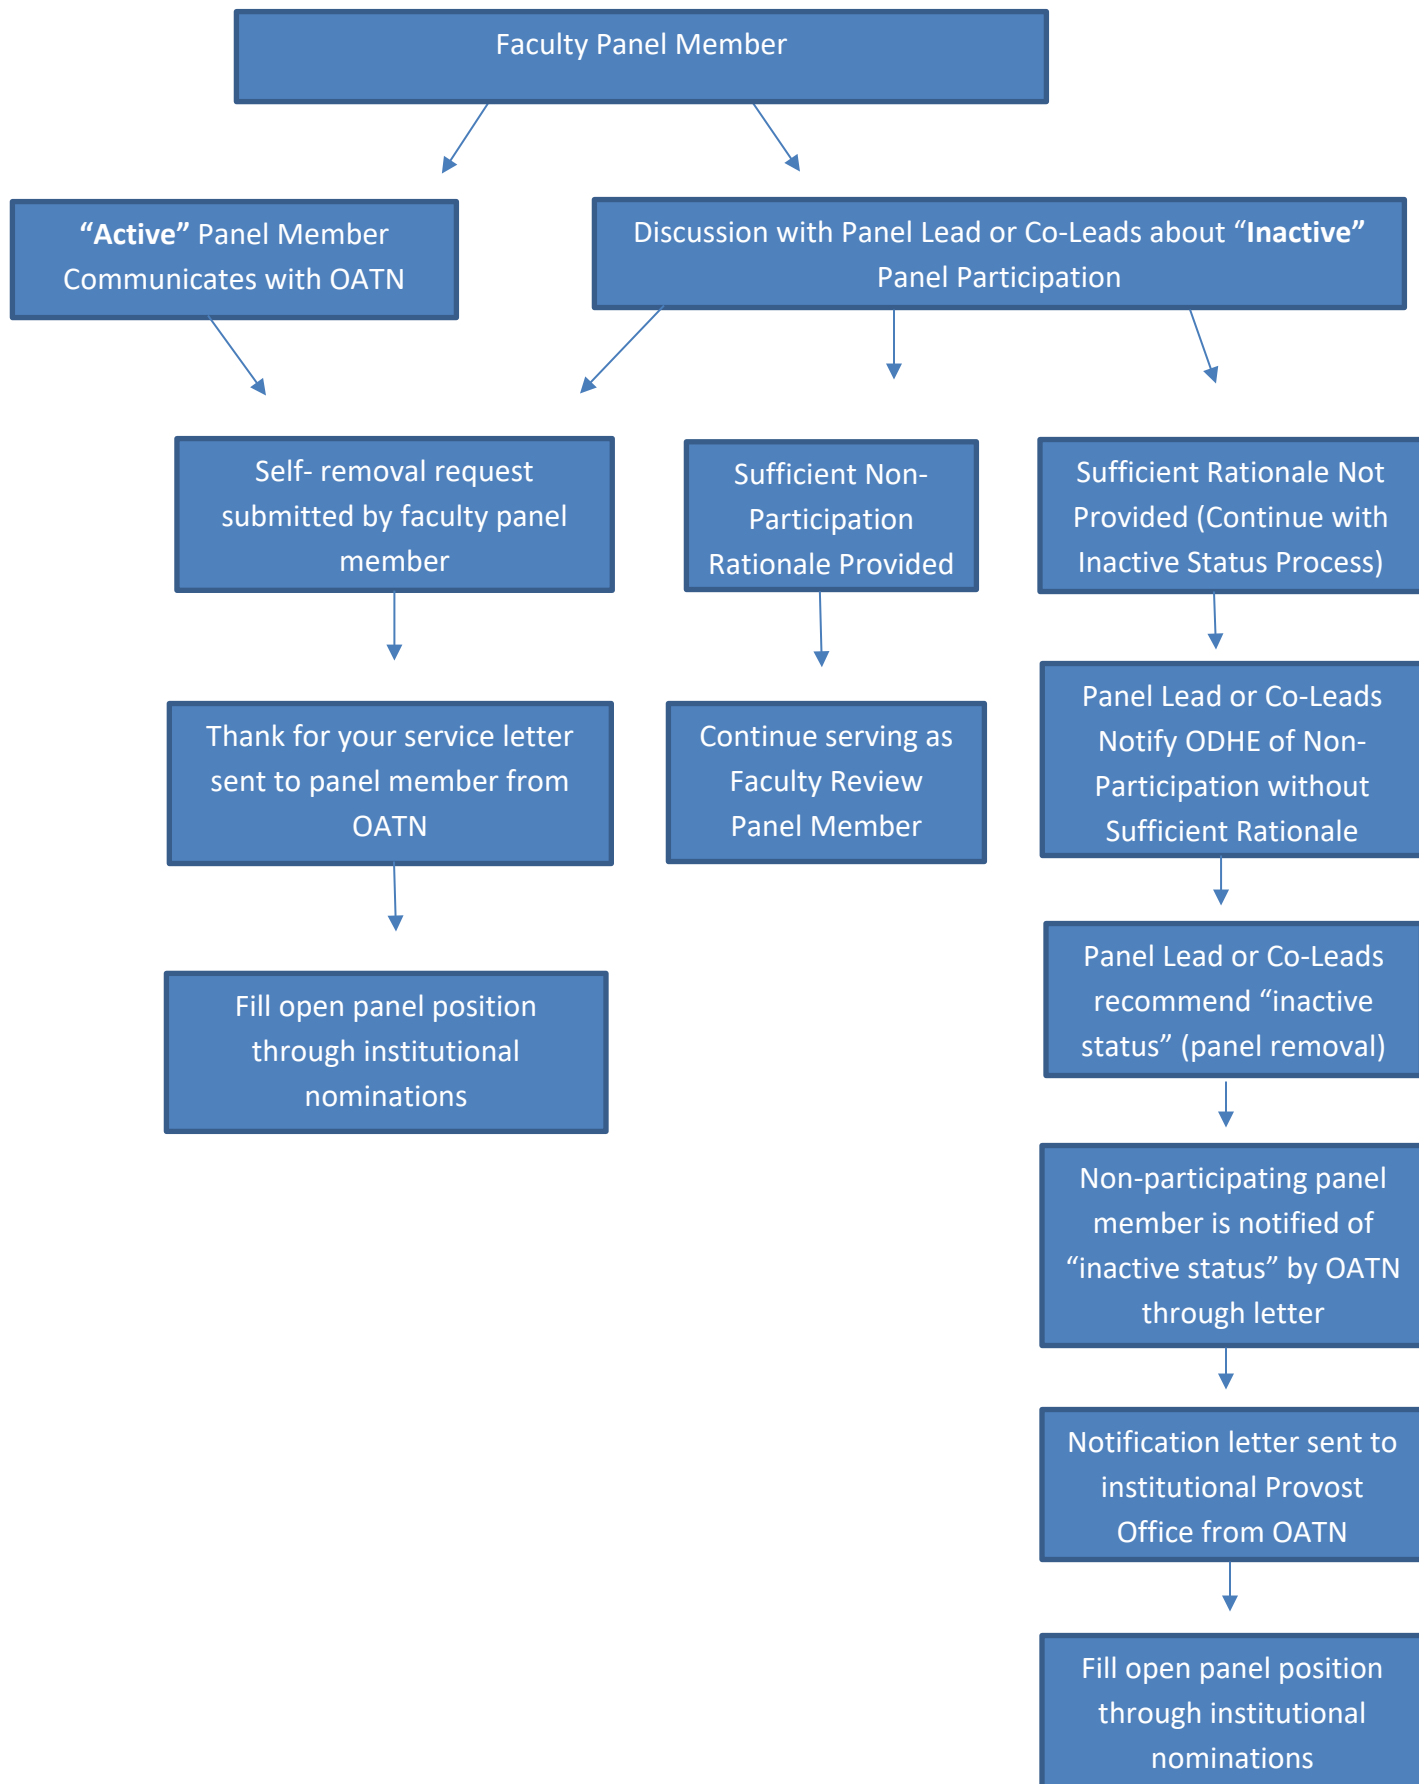 Faculty Panel Member
“Active” Panel Member
Communicates with OATN
Discussion with Panel Lead or Co-Leads about “Inactive”
Panel Participation
Self- removal request
submitted by faculty panel
member
Sufficient Non-
Participation
Rationale Provided
Sufficient Rationale Not
Provided (Continue with
Inactive Status Process)
Thank for your service letter
sent to panel member from
OATN
Continue serving as
Faculty Review
Panel Member
Panel Lead or Co-Leads
Notify ODHE of Non-
Participation without
Sufficient Rationale
Fill open panel position
through institutional
nominations
Panel Lead or Co-Leads
recommend “inactive
status” (panel removal)
Non-participating panel
member is notified of
“inactive status” by OATN
through letter
Notification letter sent to
institutional Provost
Office from OATN
Fill open panel position
through institutional
nominations